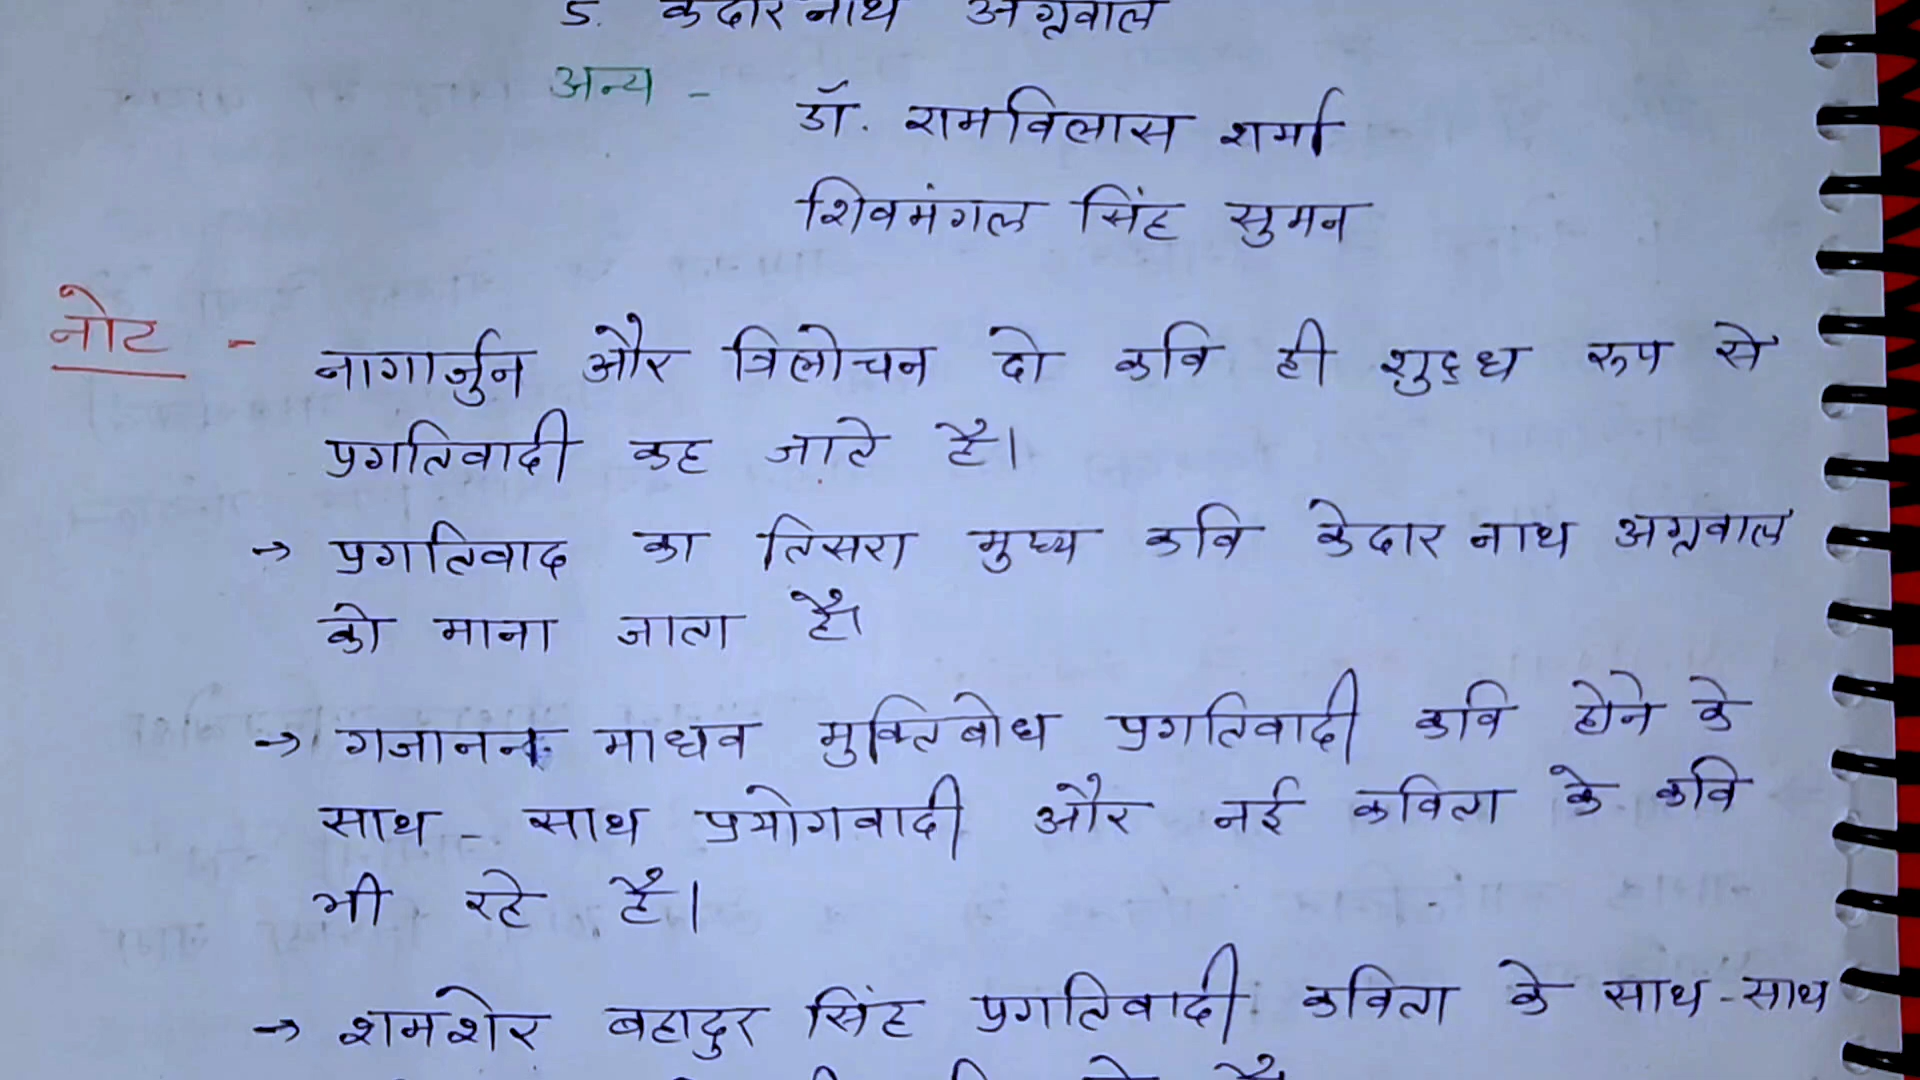 5. केदार नाथ अग्रवाल
अन्य -
डॉ. रामविलास शर्मा
शिवमंगल सिंह सुमन
नोट - नागार्जुन और त्रिलोचन दो कवि ही शुद्ध रूप से
प्रगतिवादी कह जाते है।
→ प्रगतिवाद का तिसरा मुख्य कवि केदार नाथ अग्रवाल
को माना जाता है।
→ गजानन माधव मुक्तिबोध प्रगतिवादी कवि होने के
साथ - साथ प्रयोगवादी और नई कविता के कवि
भी रहे है।
→ शमशेर बहादुर सिंह प्रगतिवादी कविता के साथ - साथ